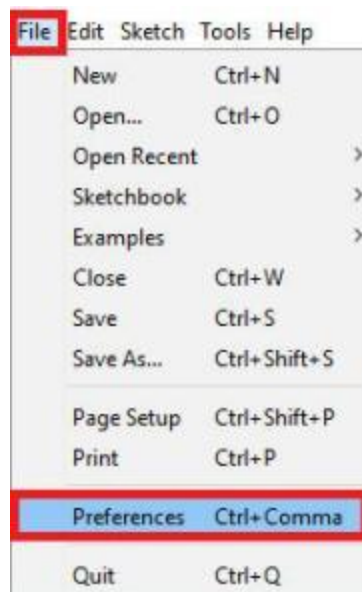 File Edit Sketch Tools Help
New Ctrl+N
Open... Ctrl+O
Open Recent >
Sketchbook >
Examples >
Close Ctrl+W
Save Ctrl+S
Save As... Ctrl+Shift+S
Page Setup Ctrl+Shift+P
Print Ctrl+P
Preferences Ctrl+Comma
Quit Ctrl+Q